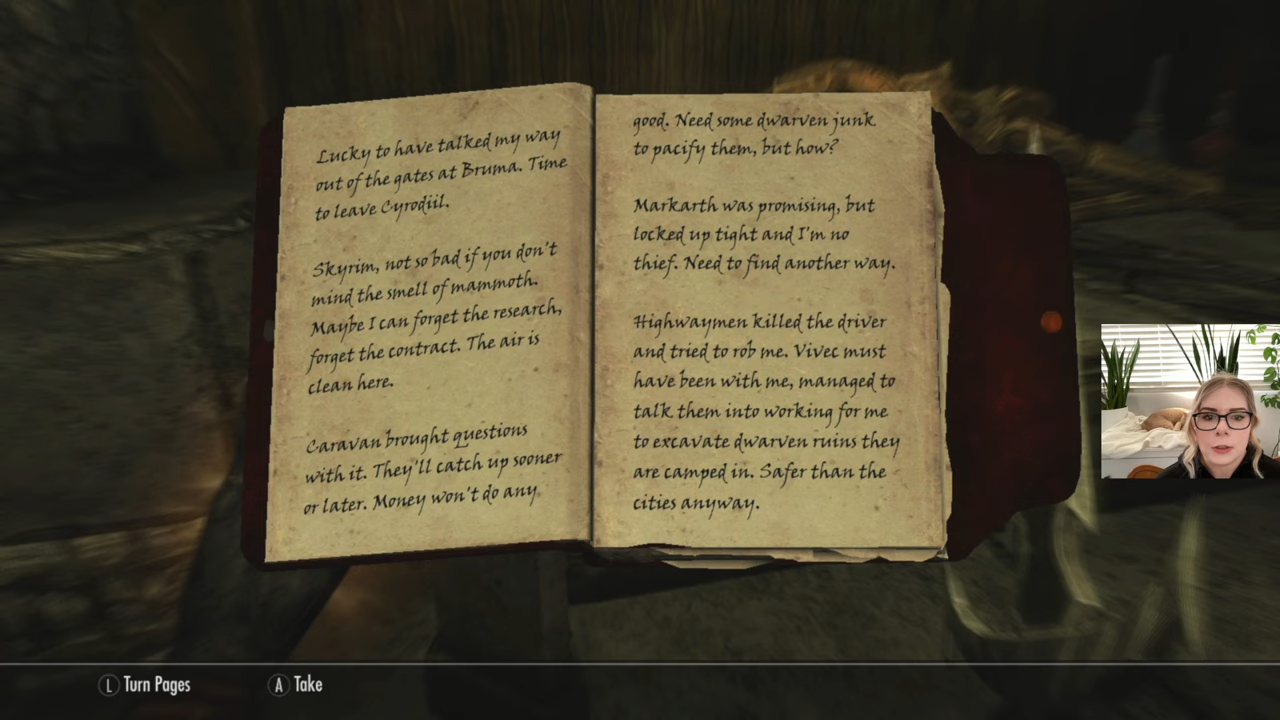 Lucky to have talked my way
out of the gates at Bruma. Time
to leave Cyrodiil.
Skyrim, not so bad if you don't
mind the smell of mammoth.
Maybe I can forget the research,
forget the contract. The air is
clean here.
Caravan brought questions
with it. They'll catch up sooner
or later. Money won't do any
good. Need some dwarven junk
to pacify them, but how?
Markarth was promising, but
locked up tight and I'm no
thief. Need to find another way.
Highwaymen killed the driver
and tried to rob me. Vivec must
have been with me, managed to
talk them into working for me
to excavate dwarven ruins they
are camped in. Safer than the
cities anyway.
L Turn Pages
A Take